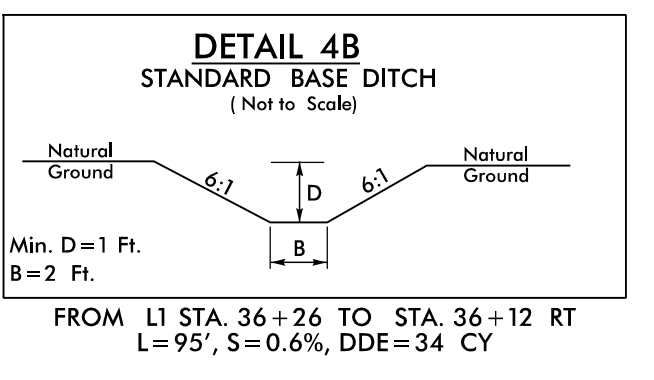 DETAIL 4B
STANDARD BASE DITCH
( Not to Scale)
Natural
Ground
6:1
D
6:1
Natural
Ground
B
Min. D=1 Ft.
B=2 Ft.
FROM L1 STA. 36+26 TO STA. 36+12 RT
L=95', S=0.6%, DDE=34 CY